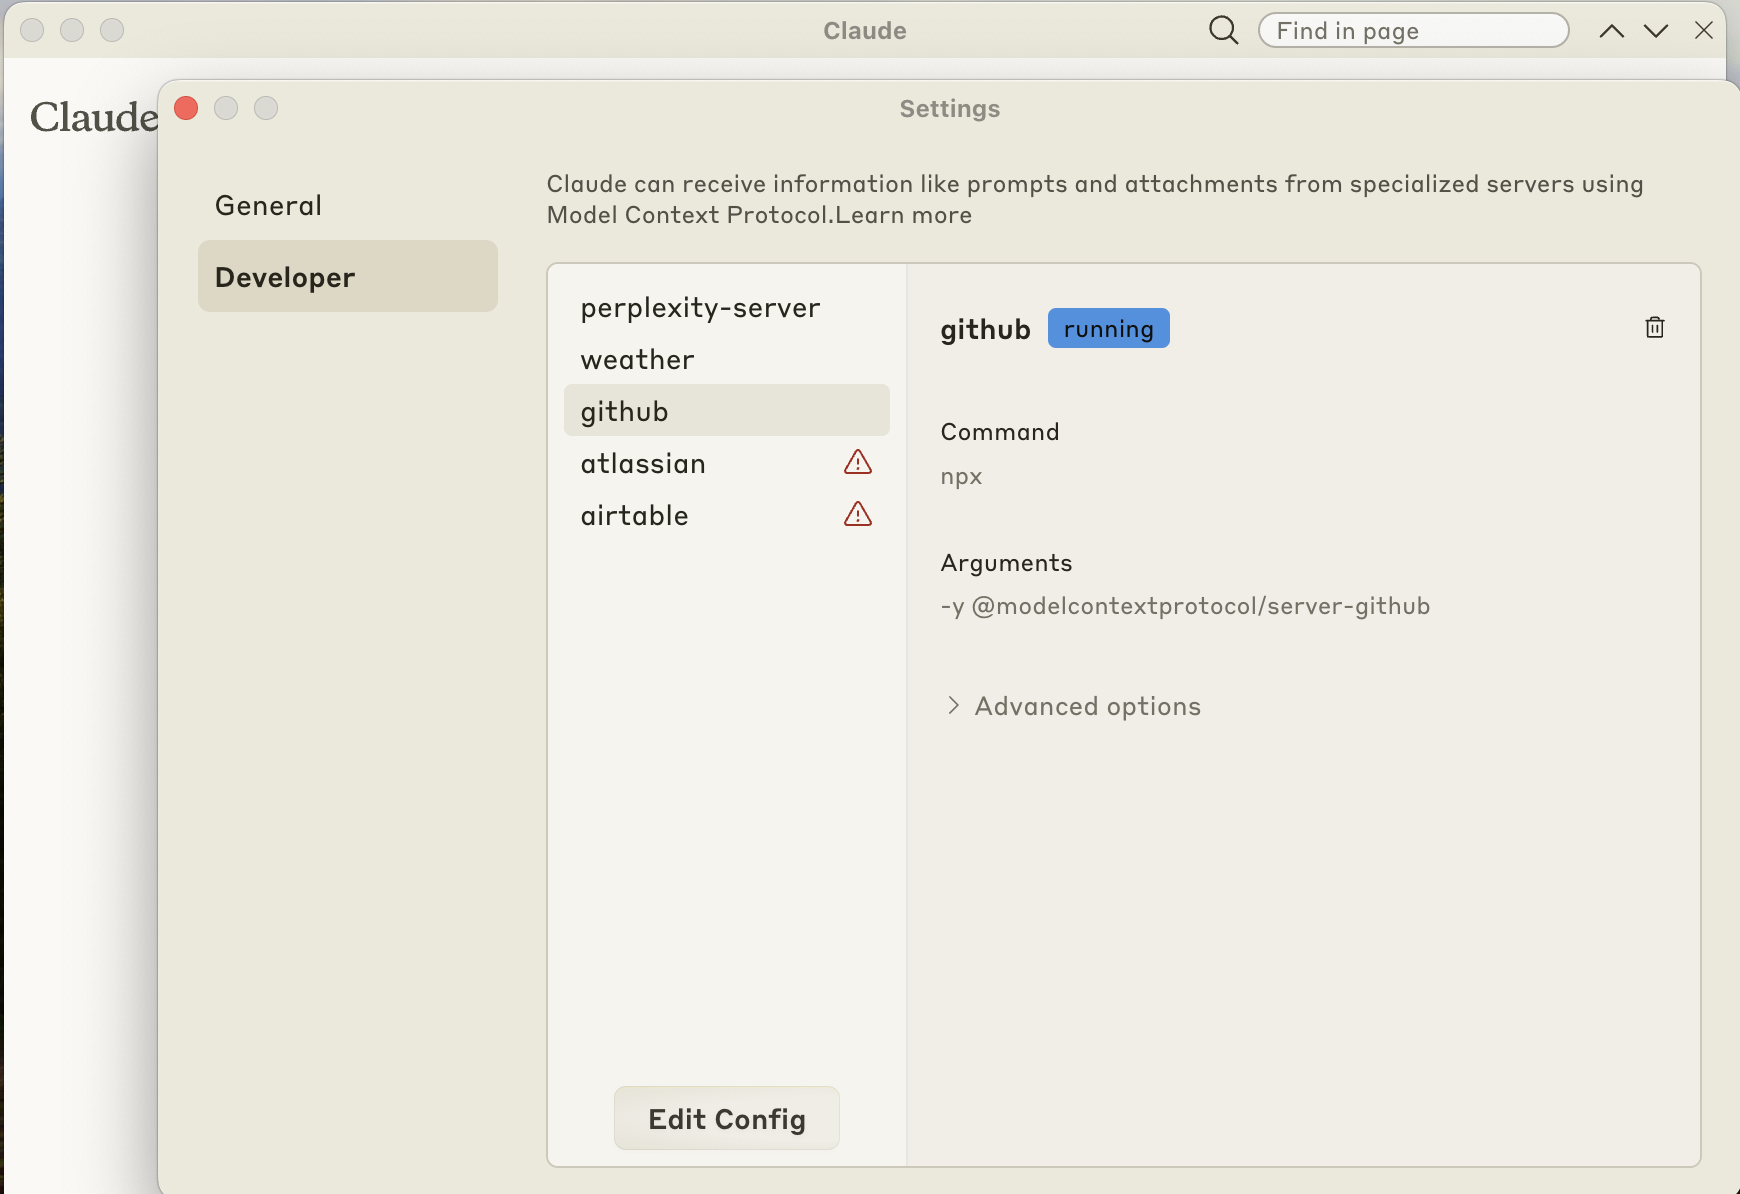 Claude
Find in page
Claude
Settings
General
Developer
Claude can receive information like prompts and attachments from specialized servers using
Model Context Protocol.Learn more
perplexity-server
weather
github
atlassian
airtable
Edit Config
github running
Command
npx
Arguments
-y @modelcontextprotocol/server-github
Advanced options